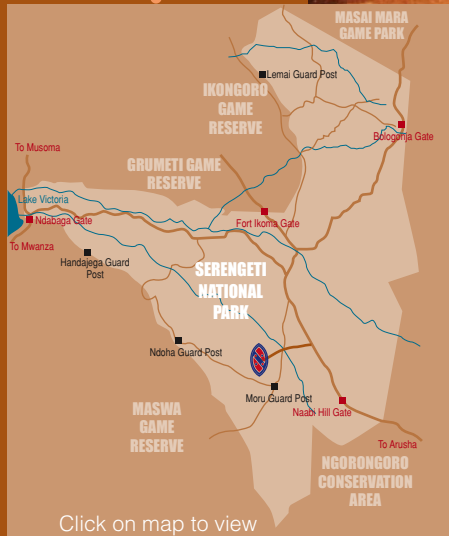 MASAI MARA
GAME PARK
Lemai Guard Post
IKONGORO
GAME
RESERVE
Bologonja Gate
To Musoma
GRUMETI GAME
RESERVE
Lake Victoria
Ndabaga Gate
Fort Ikoma Gate
To Mwanza
Handajega Guard
Post
SERENGETI
NATIONAL
PARK
Ndoha Guard Post
Moru Guard Post
Naabi Hill Gate
MASWA
GAME
RESERVE
To Arusha
NGORONGORO
CONSERVATION
AREA
Click on map to view